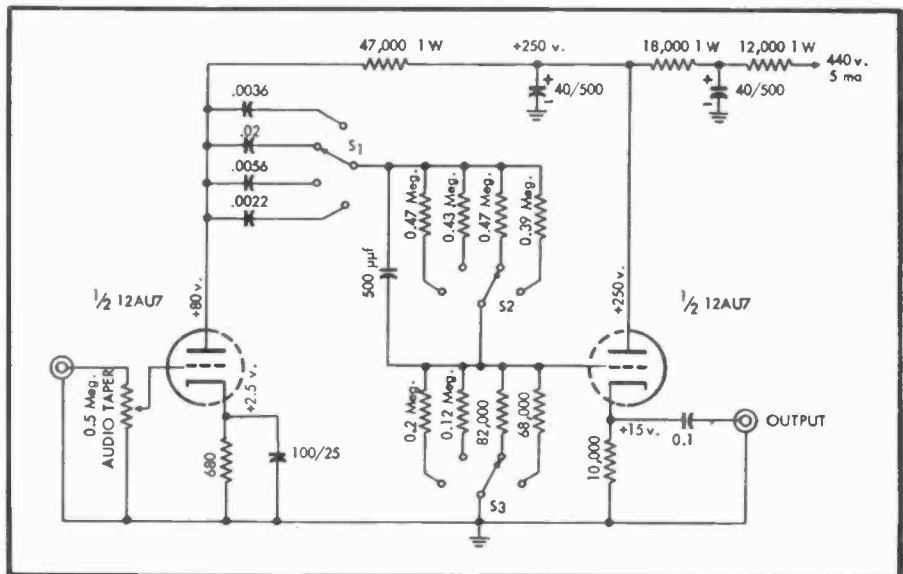 47,000 1 W
+250 v.
18,000 1 W
12,000 1 W
440 v.
5 ma
40/500
40/500
.0036
.02
.0056
.0022
S1
0.47 Meg.
0.43 Meg.
0.47 Meg.
0.39 Meg.
500 µµf
S2
+80 v.
+250 v.
½ 12AU7
½ 12AU7
0.5 Meg.
AUDIO TAPER
+2.5 v.
680
100/25
0.2 Meg.
0.12 Meg.
82,000
68,000
S3
+15 v.
10,000
0.1
OUTPUT